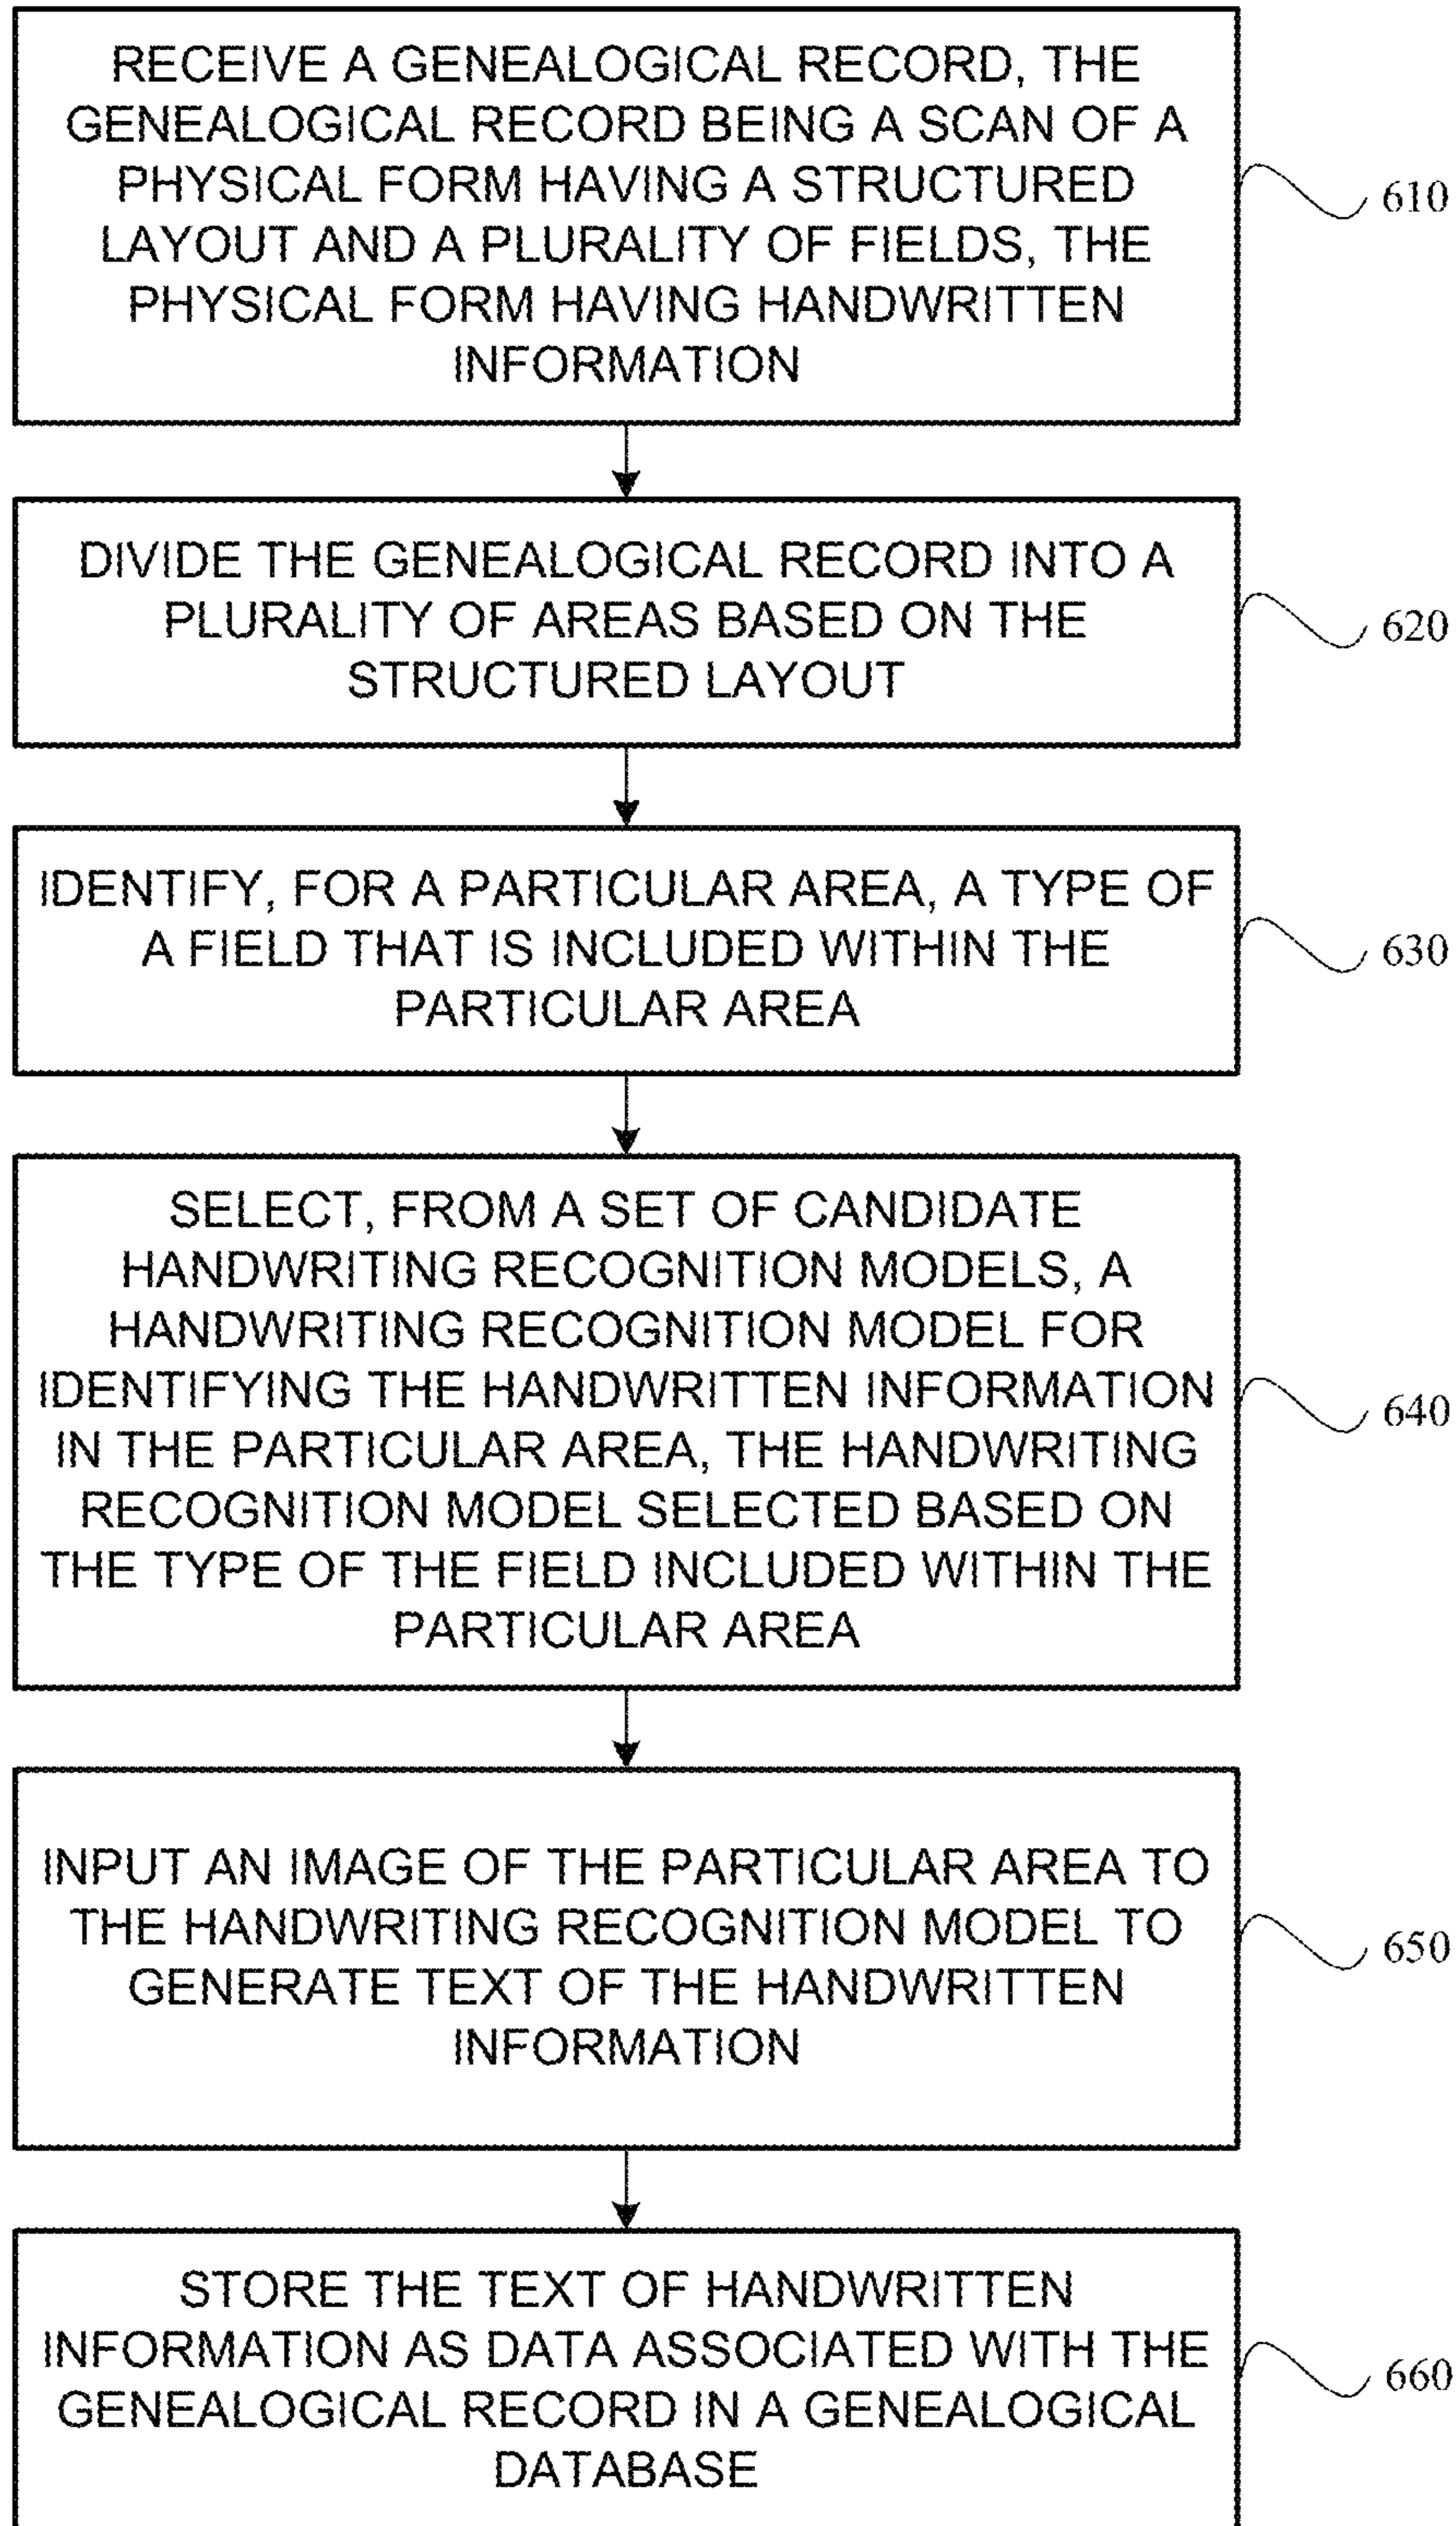 RECEIVE A GENEALOGICAL RECORD, THE
GENEALOGICAL RECORD BEING A SCAN OF A
PHYSICAL FORM HAVING A STRUCTURED
LAYOUT AND A PLURALITY OF FIELDS, THE
PHYSICAL FORM HAVING HANDWRITTEN
INFORMATION
610
DIVIDE THE GENEALOGICAL RECORD INTO A
PLURALITY OF AREAS BASED ON THE
STRUCTURED LAYOUT
620
IDENTIFY, FOR A PARTICULAR AREA, A TYPE OF
A FIELD THAT IS INCLUDED WITHIN THE
PARTICULAR AREA
630
SELECT, FROM A SET OF CANDIDATE
HANDWRITING RECOGNITION MODELS, A
HANDWRITING RECOGNITION MODEL FOR
IDENTIFYING THE HANDWRITTEN INFORMATION
IN THE PARTICULAR AREA, THE HANDWRITING
RECOGNITION MODEL SELECTED BASED ON
THE TYPE OF THE FIELD INCLUDED WITHIN THE
PARTICULAR AREA
640
INPUT AN IMAGE OF THE PARTICULAR AREA TO
THE HANDWRITING RECOGNITION MODEL TO
GENERATE TEXT OF THE HANDWRITTEN
INFORMATION
650
STORE THE TEXT OF HANDWRITTEN
INFORMATION AS DATA ASSOCIATED WITH THE
GENEALOGICAL RECORD IN A GENEALOGICAL
DATABASE
660